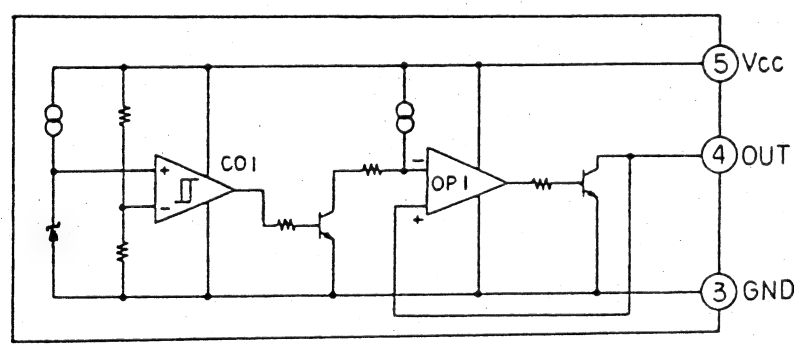 5 Vcc
CO1
+
−
−
OP1
+
4 OUT
3 GND